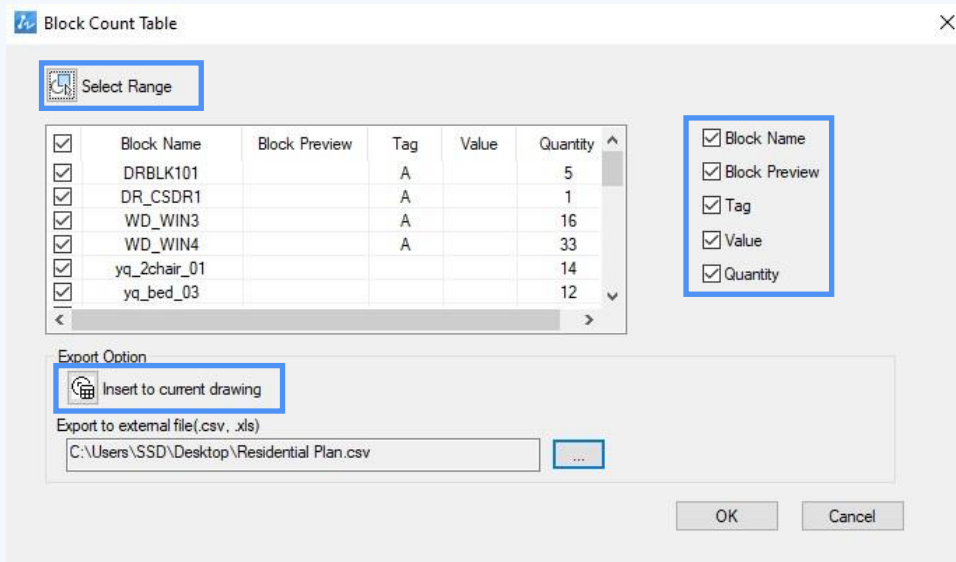 Block Count Table
Select Range
Block Name Block Preview Tag Value Quantity
DRBLK101 A 5
DR_CSDR1 A 1
WD_WIN3 A 16
WD_WIN4 A 33
yq_2chair_01 14
yq_bed_03 12
Block Name
Block Preview
Tag
Value
Quantity
Export Option
Insert to current drawing
Export to external file(.csv, .xls)
C:\Users\SSD\Desktop\Residential Plan.csv
...
OK Cancel